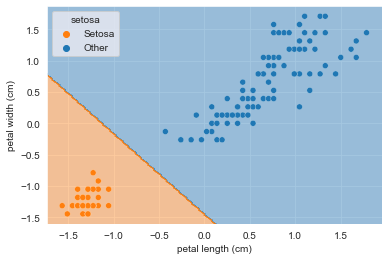 setosa
Setosa
Other
petal width (cm)
1.5
1.0
0.5
0.0
−0.5
−1.0
−1.5
−1.5 −1.0 −0.5 0.0 0.5 1.0 1.5
petal length (cm)